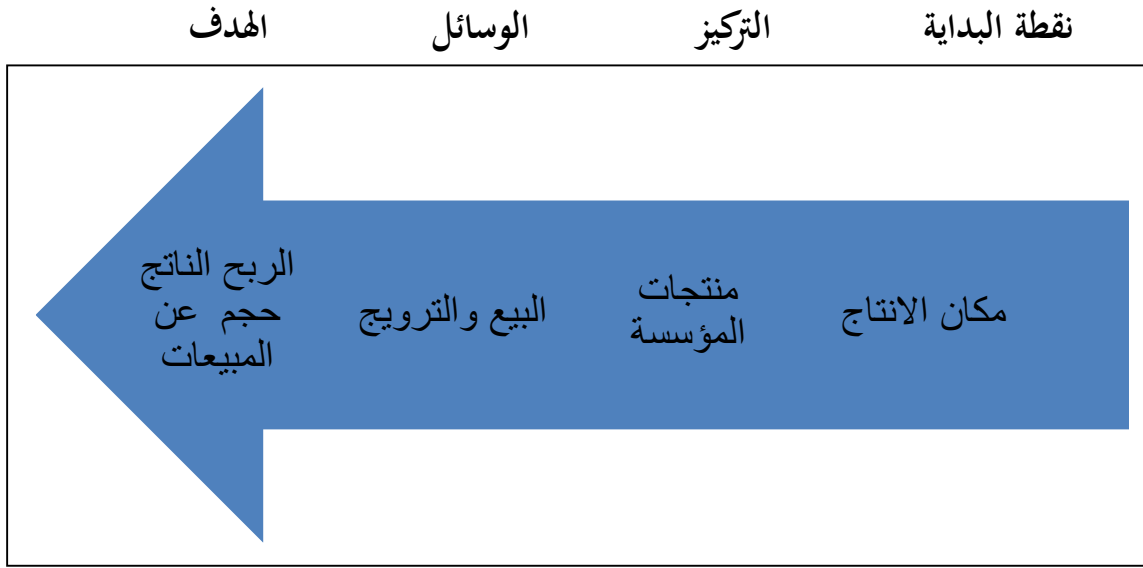 نقطة البداية التركيز الوسائل الهدف
مكان الانتاج
منتجات
المؤسسة
البيع والترويج
الربح الناتج
حجم عن
المبيعات